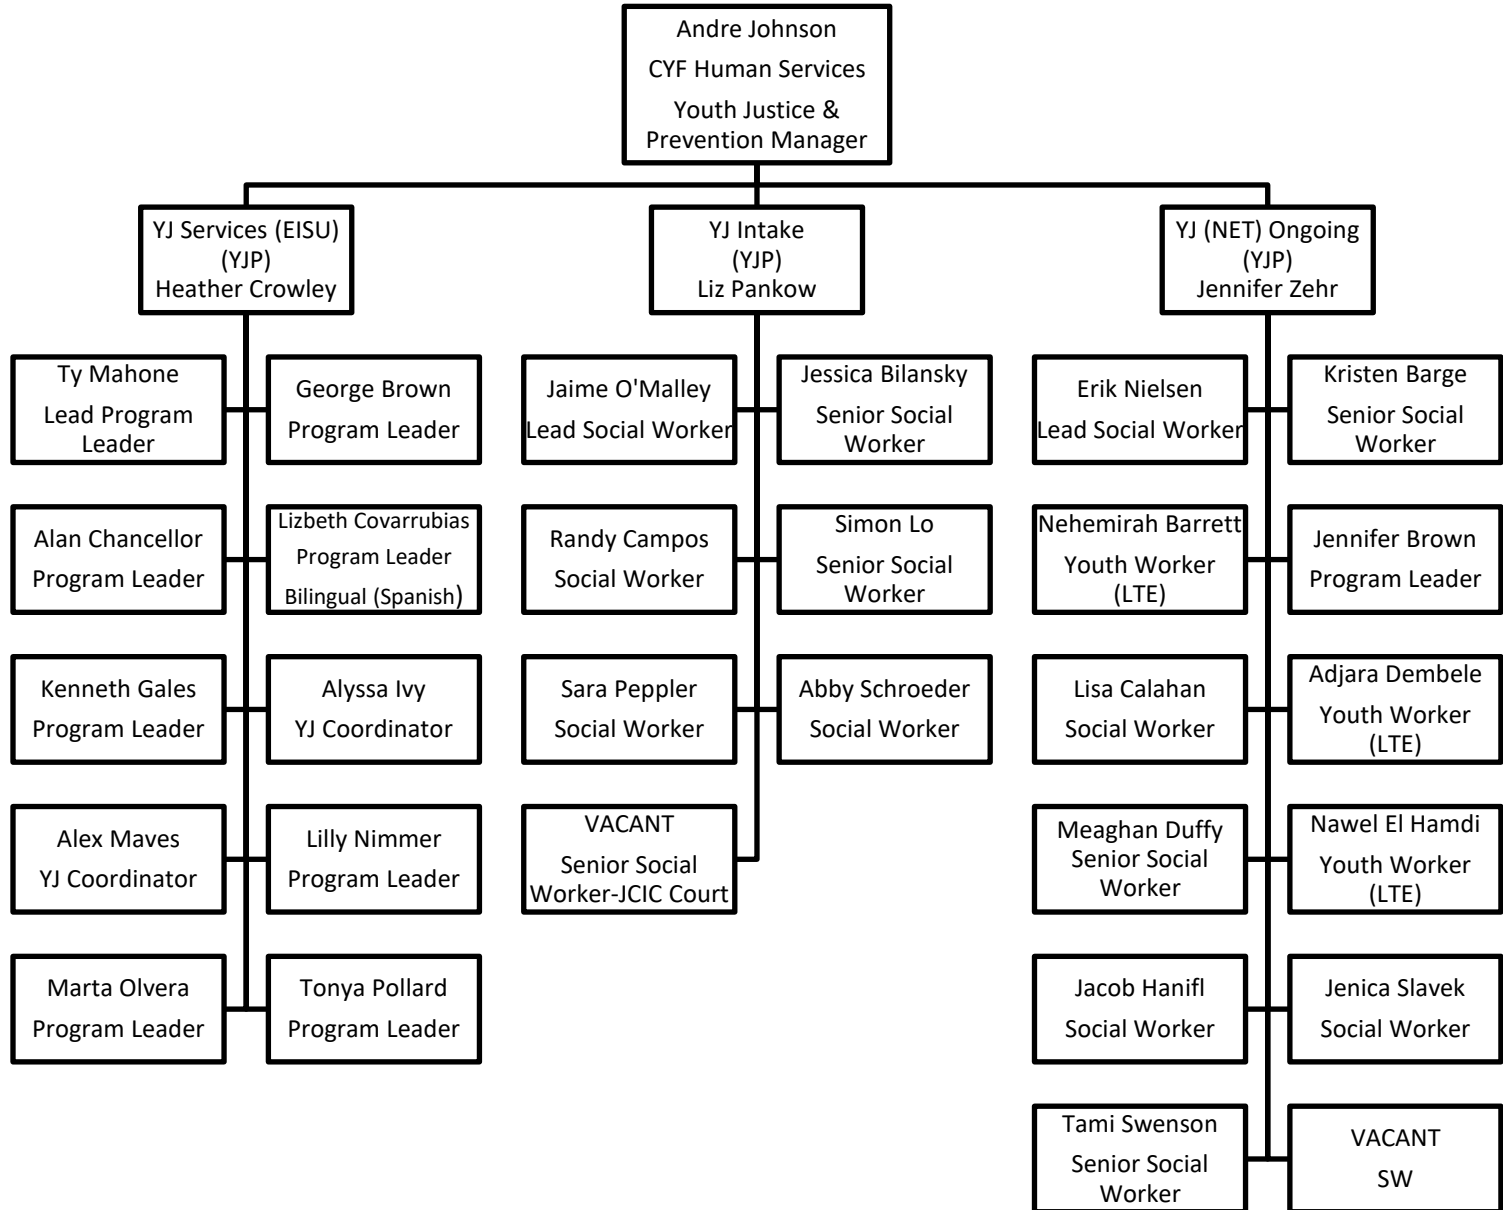 Andre Johnson
CYF Human Services
Youth Justice &
Prevention Manager
YJ Services (EISU)
(YJP)
Heather Crowley
YJ Intake
(YJP)
Liz Pankow
YJ (NET) Ongoing
(YJP)
Jennifer Zehr
Ty Mahone
Lead Program
Leader
George Brown
Program Leader
Alan Chancellor
Program Leader
Lizbeth Covarrubias
Program Leader
Bilingual (Spanish)
Kenneth Gales
Program Leader
Alyssa Ivy
YJ Coordinator
Alex Maves
YJ Coordinator
Lilly Nimmer
Program Leader
Marta Olvera
Program Leader
Tonya Pollard
Program Leader
Jaime O'Malley
Lead Social Worker
Jessica Bilansky
Senior Social
Worker
Randy Campos
Social Worker
Simon Lo
Senior Social
Worker
Sara Peppler
Social Worker
Abby Schroeder
Social Worker
VACANT
Senior Social
Worker-JCIC Court
Erik Nielsen
Lead Social Worker
Kristen Barge
Senior Social
Worker
Nehemirah Barrett
Youth Worker
(LTE)
Jennifer Brown
Program Leader
Lisa Calahan
Social Worker
Adjara Dembele
Youth Worker
(LTE)
Meaghan Duffy
Senior Social
Worker
Nawel El Hamdi
Youth Worker
(LTE)
Jacob Hanifl
Social Worker
Jenica Slavek
Social Worker
Tami Swenson
Senior Social
Worker
VACANT
SW